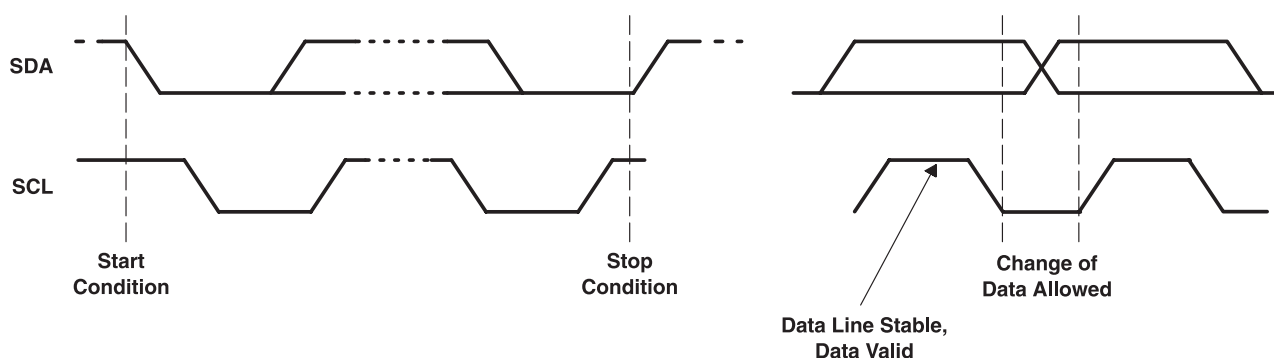 SDA
SCL
Start
Condition
Stop
Condition
Change of
Data Allowed
Data Line Stable,
Data Valid